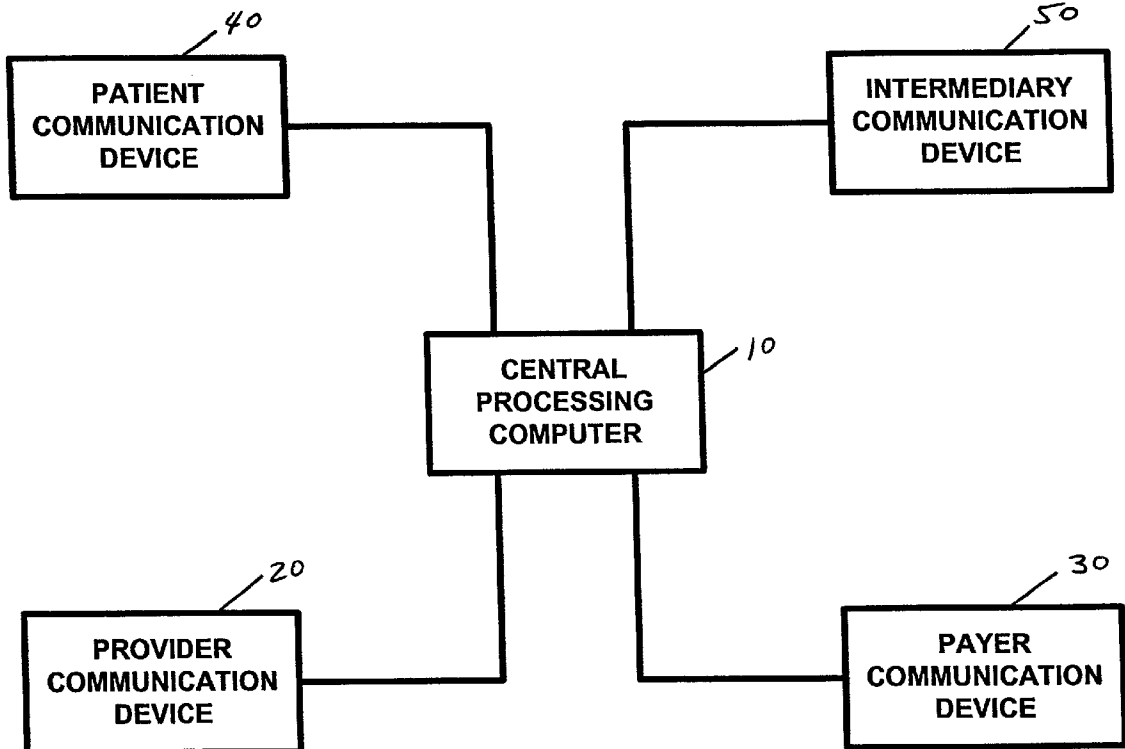 40
PATIENT
COMMUNICATION
DEVICE
50
INTERMEDIARY
COMMUNICATION
DEVICE
10
CENTRAL
PROCESSING
COMPUTER
20
PROVIDER
COMMUNICATION
DEVICE
30
PAYER
COMMUNICATION
DEVICE